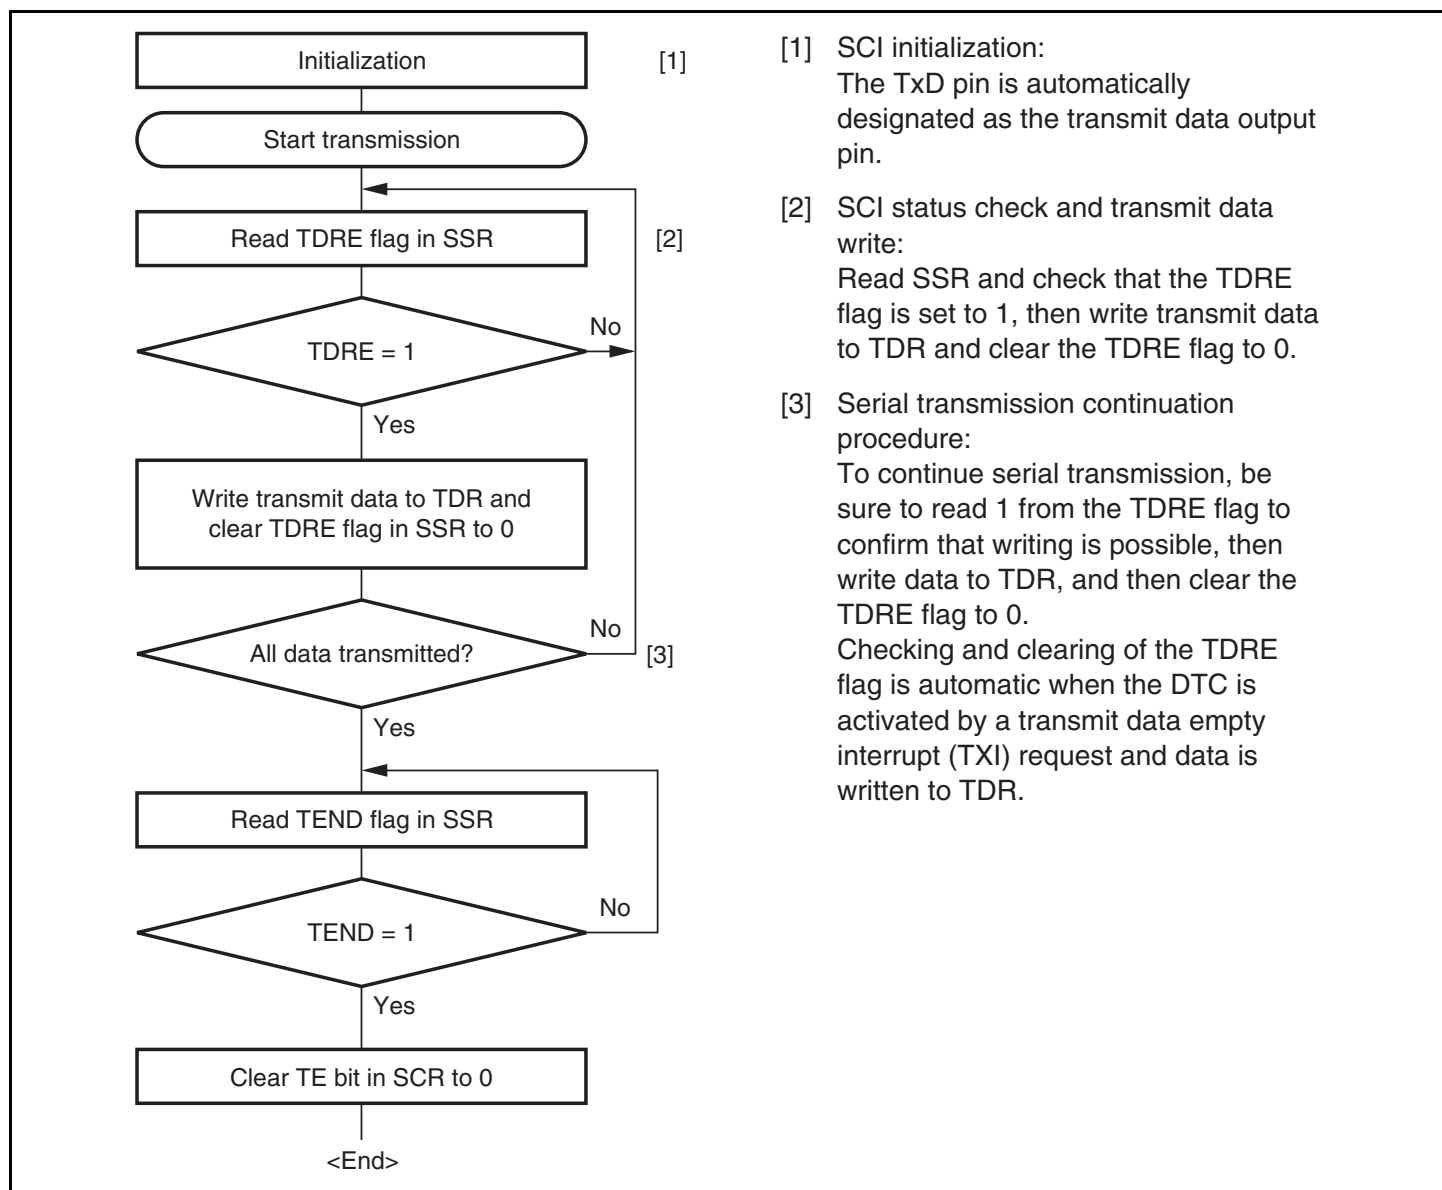 Initialization
[1]
Start transmission
Read TDRE flag in SSR
[2]
No
TDRE = 1
Yes
Write transmit data to TDR and
clear TDRE flag in SSR to 0
No
All data transmitted?
[3]
Yes
Read TEND flag in SSR
No
TEND = 1
Yes
Clear TE bit in SCR to 0
<End>
[1] SCI initialization:
The TxD pin is automatically
designated as the transmit data output
pin.
[2] SCI status check and transmit data
write:
Read SSR and check that the TDRE
flag is set to 1, then write transmit data
to TDR and clear the TDRE flag to 0.
[3] Serial transmission continuation
procedure:
To continue serial transmission, be
sure to read 1 from the TDRE flag to
confirm that writing is possible, then
write data to TDR, and then clear the
TDRE flag to 0.
Checking and clearing of the TDRE
flag is automatic when the DTC is
activated by a transmit data empty
interrupt (TXI) request and data is
written to TDR.